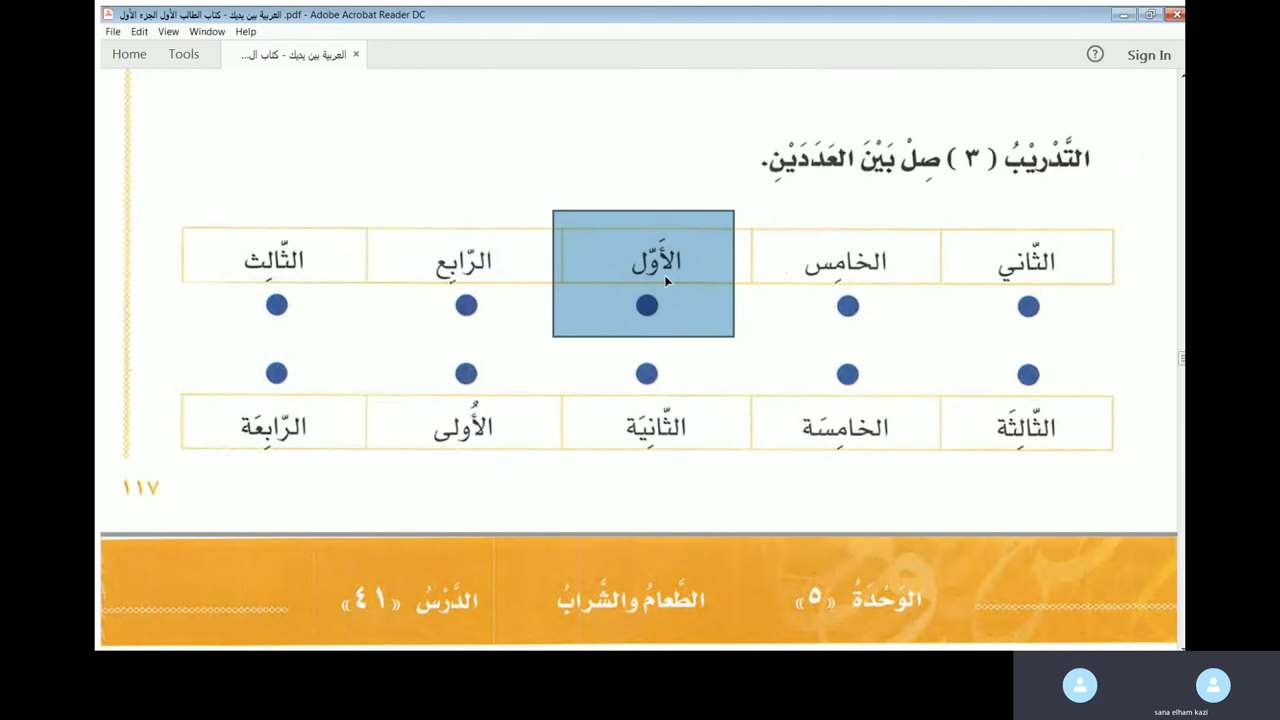 العربية بين يديك - كتاب الطالب الأول الجزء الأول .pdf - Adobe Acrobat Reader DC
File Edit View Window Help
Home Tools العربية بين يديك - كتاب ال... × Sign In
التَّدْرِيْبُ ( ٣ ) صِلْ بَيْنَ العَدَدَيْنِ.
الثّاني الخامِس الأَوّل الرّابِع الثّالِث
الثّالِثَة الخامِسَة الثّانِيَة الأُولى الرّابِعَة
١١٧
الوَحْدَةُ «٥» الطَّعامُ والشَّرابُ الدَّرْسُ «٤١»
sana elham kazi